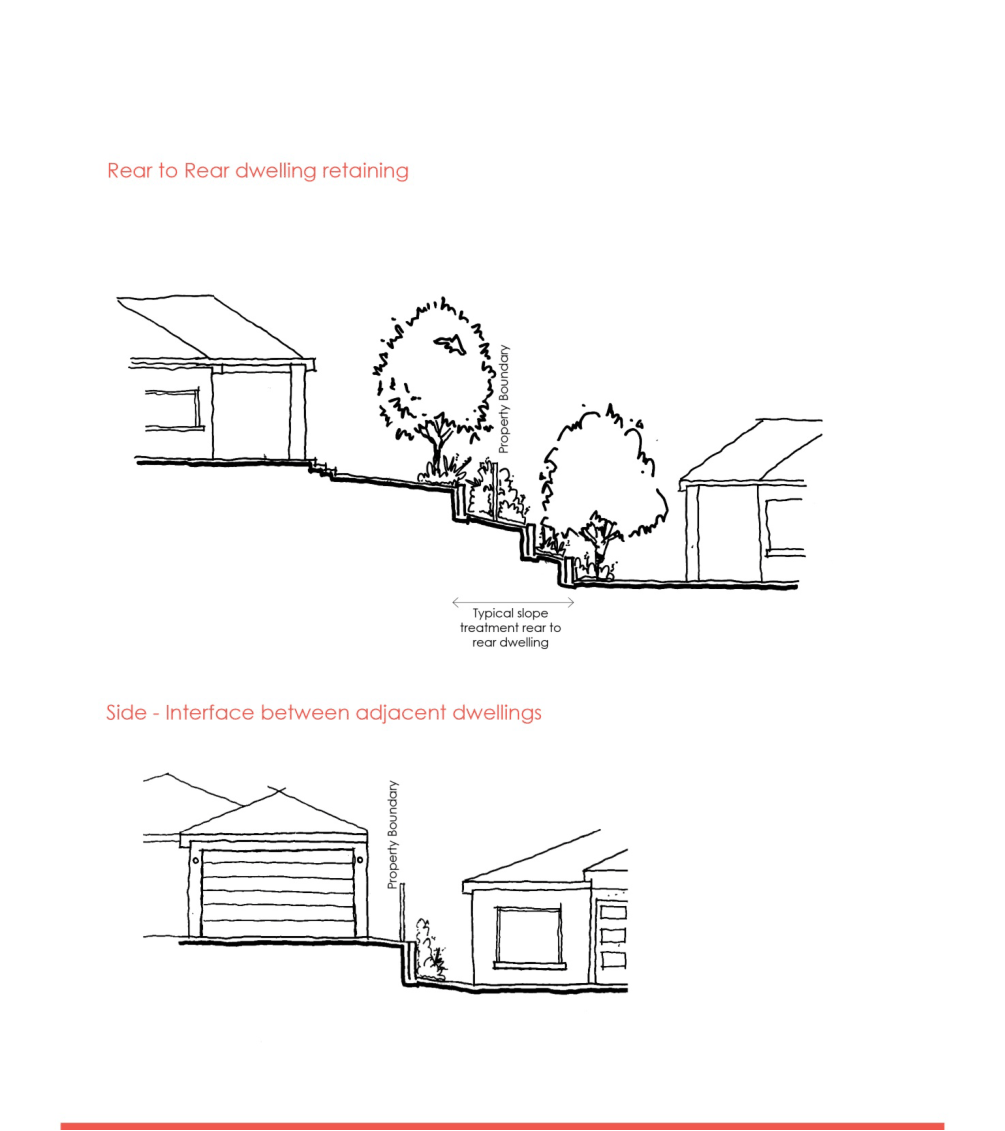 Rear to Rear dwelling retaining
Property Boundary
Typical slope
treatment rear to
rear dwelling
Side - Interface between adjacent dwellings
Property Boundary